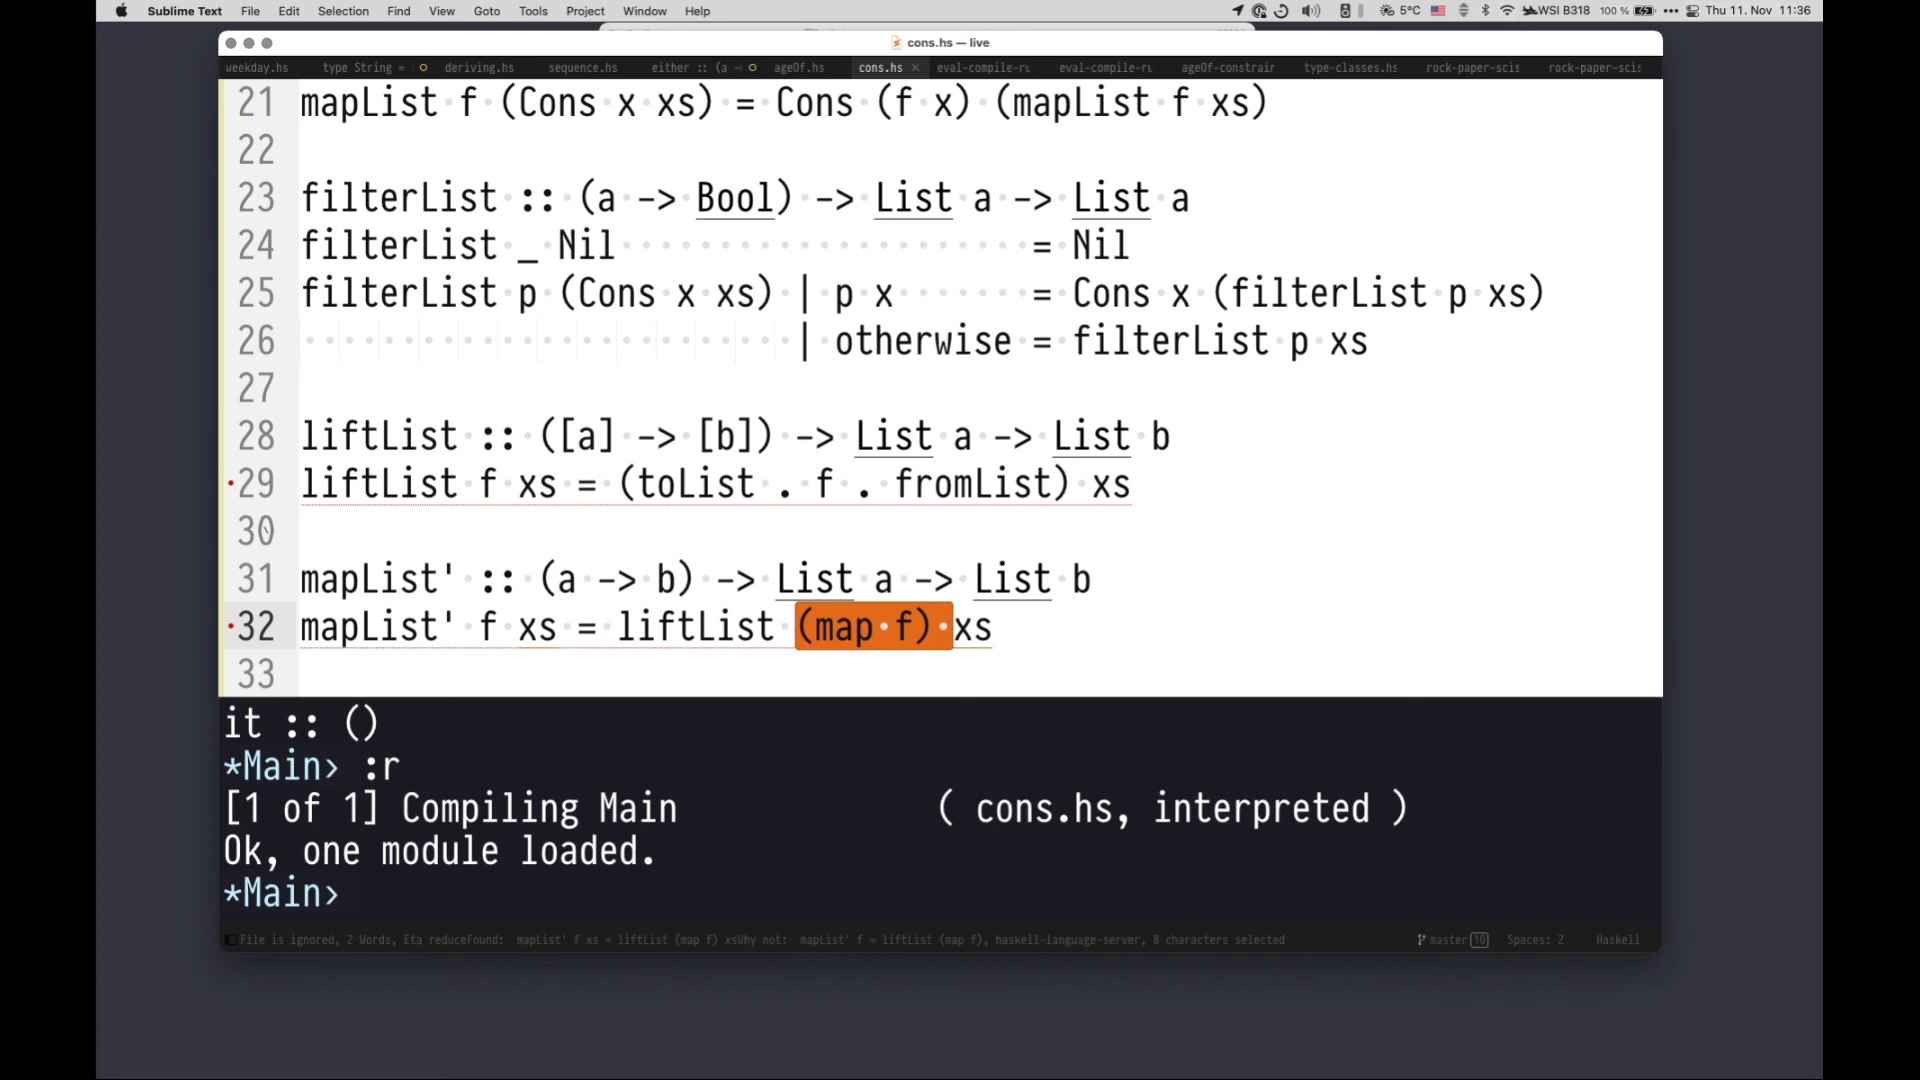 Sublime Text File Edit Selection Find View Goto Tools Project Window Help 5°C WSI B318 100 % Thu 11. Nov 11:36
cons.hs — live
weekday.hs type String = deriving.hs sequence.hs either :: (a - ageOf.hs cons.hs × eval-compile-ru eval-compile-ru ageOf-constrair type-classes.hs rock-paper-scis rock-paper-scis
21 mapList f (Cons x xs) = Cons (f x) (mapList f xs)
22
23 filterList :: (a -> Bool) -> List a -> List a
24 filterList _ Nil = Nil
25 filterList p (Cons x xs) | p x = Cons x (filterList p xs)
26 | otherwise = filterList p xs
27
28 liftList :: ([a] -> [b]) -> List a -> List b
29 liftList f xs = (toList . f . fromList) xs
30
31 mapList' :: (a -> b) -> List a -> List b
32 mapList' f xs = liftList (map f) xs
33
it :: ()
*Main> :r
[1 of 1] Compiling Main ( cons.hs, interpreted )
Ok, one module loaded.
*Main>
File is ignored, 2 Words, Eta reduceFound: mapList' f xs = liftList (map f) xsWhy not: mapList' f = liftList (map f), haskell-language-server, 8 characters selected master 10 Spaces: 2 Haskell